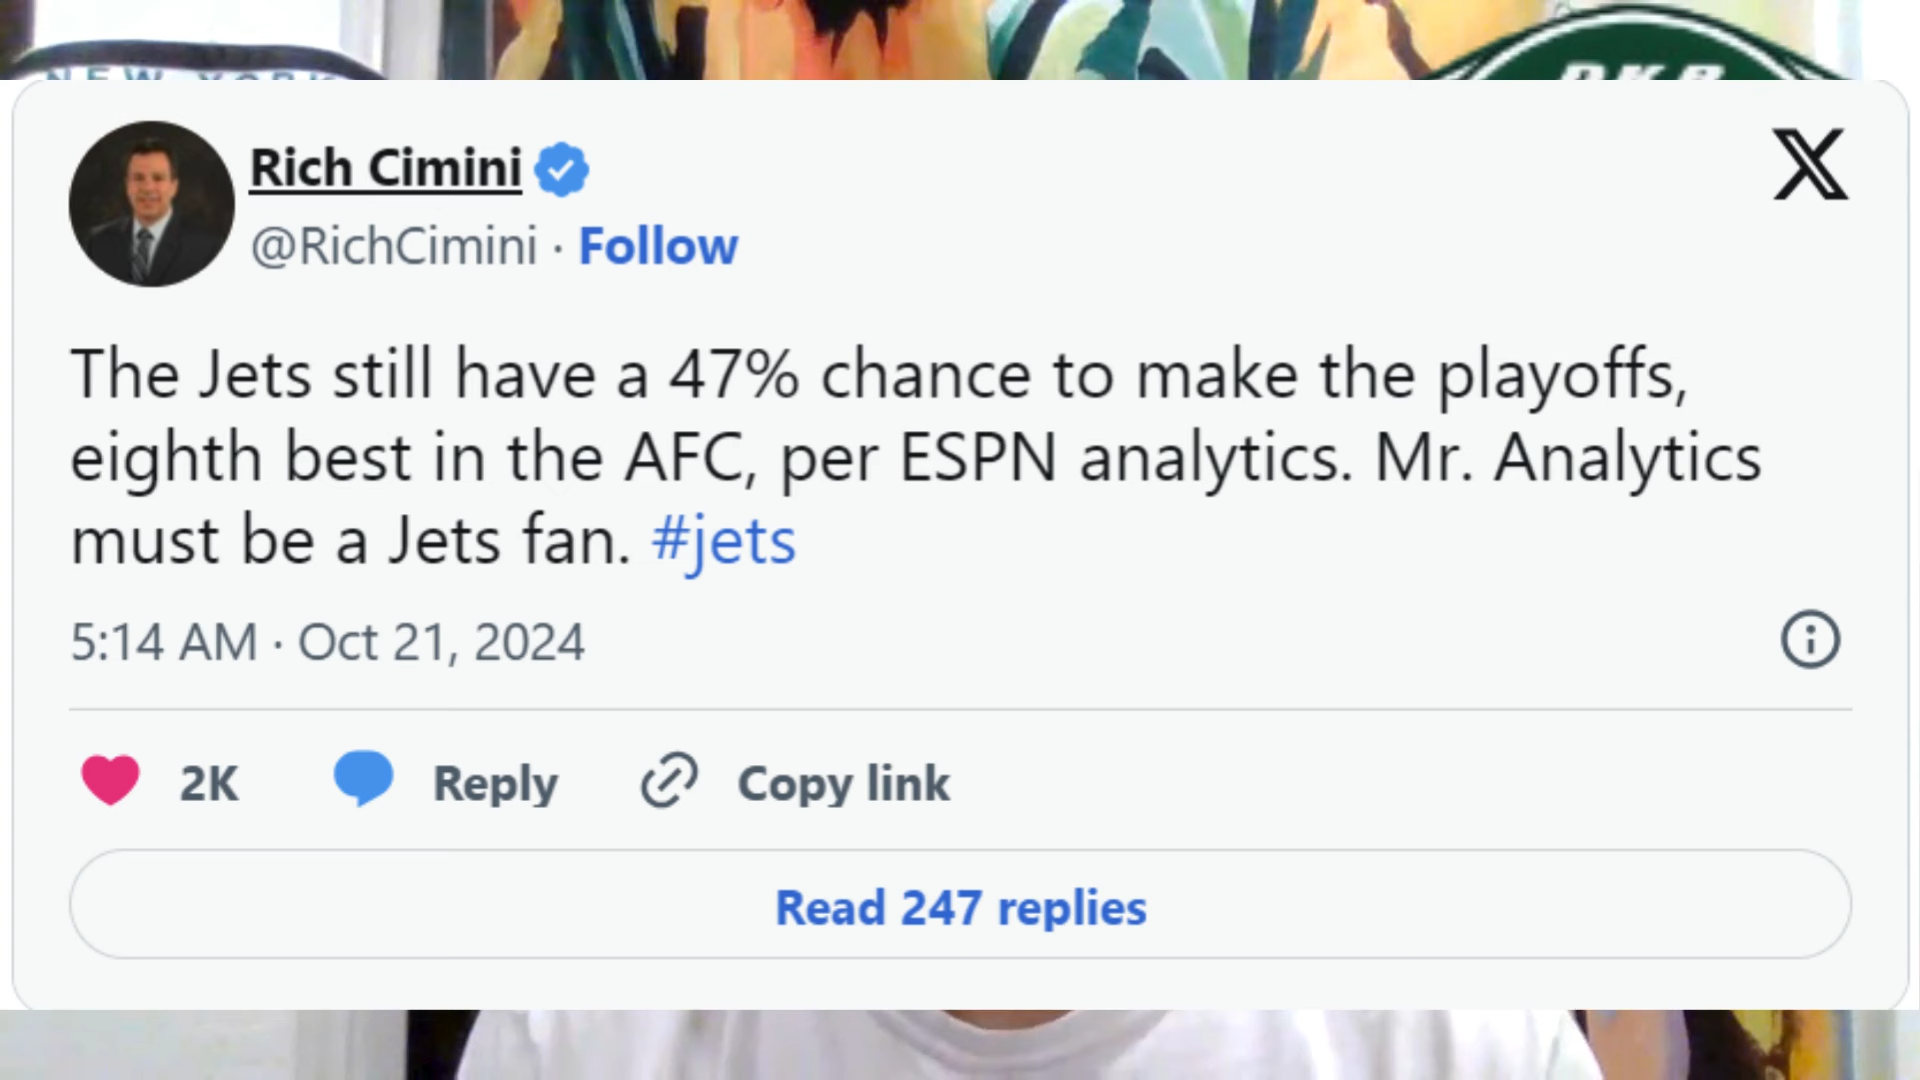 NEW YORK
Rich Cimini
@RichCimini · Follow
The Jets still have a 47% chance to make the playoffs,
eighth best in the AFC, per ESPN analytics. Mr. Analytics
must be a Jets fan. #jets
5:14 AM · Oct 21, 2024
2K Reply Copy link
Read 247 replies